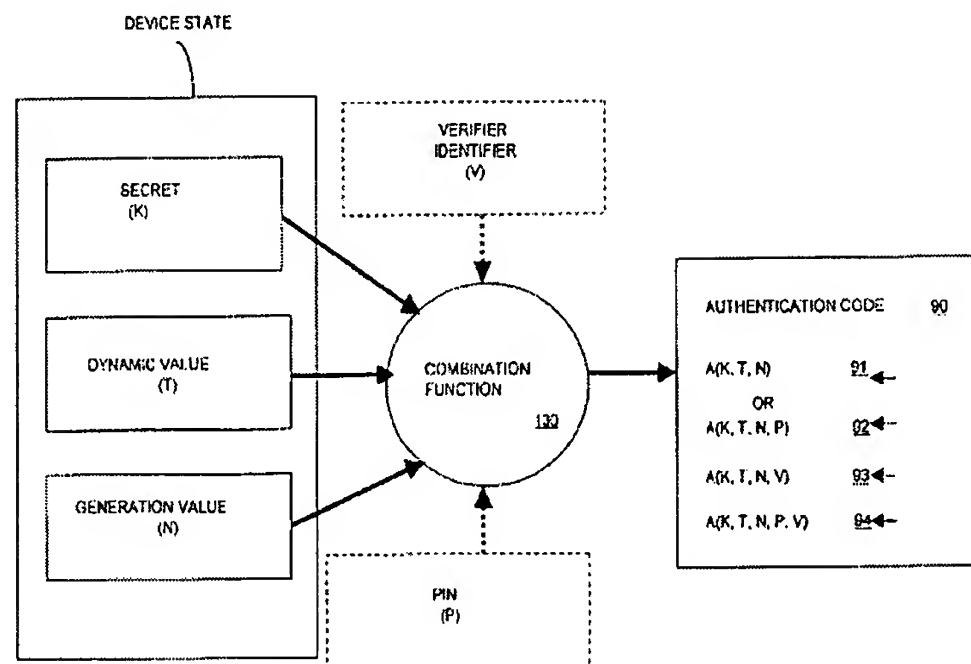 DEVICE STATE
SECRET
(K)
DYNAMIC VALUE
(T)
GENERATION VALUE
(N)
VERIFIER
IDENTIFIER
(V)
COMBINATION
FUNCTION
130
PIN
(P)
AUTHENTICATION CODE 90
A(K, T, N) 91
OR
A(K, T, N, P) 92
A(K, T, N, V) 93
A(K, T, N, P, V) 94